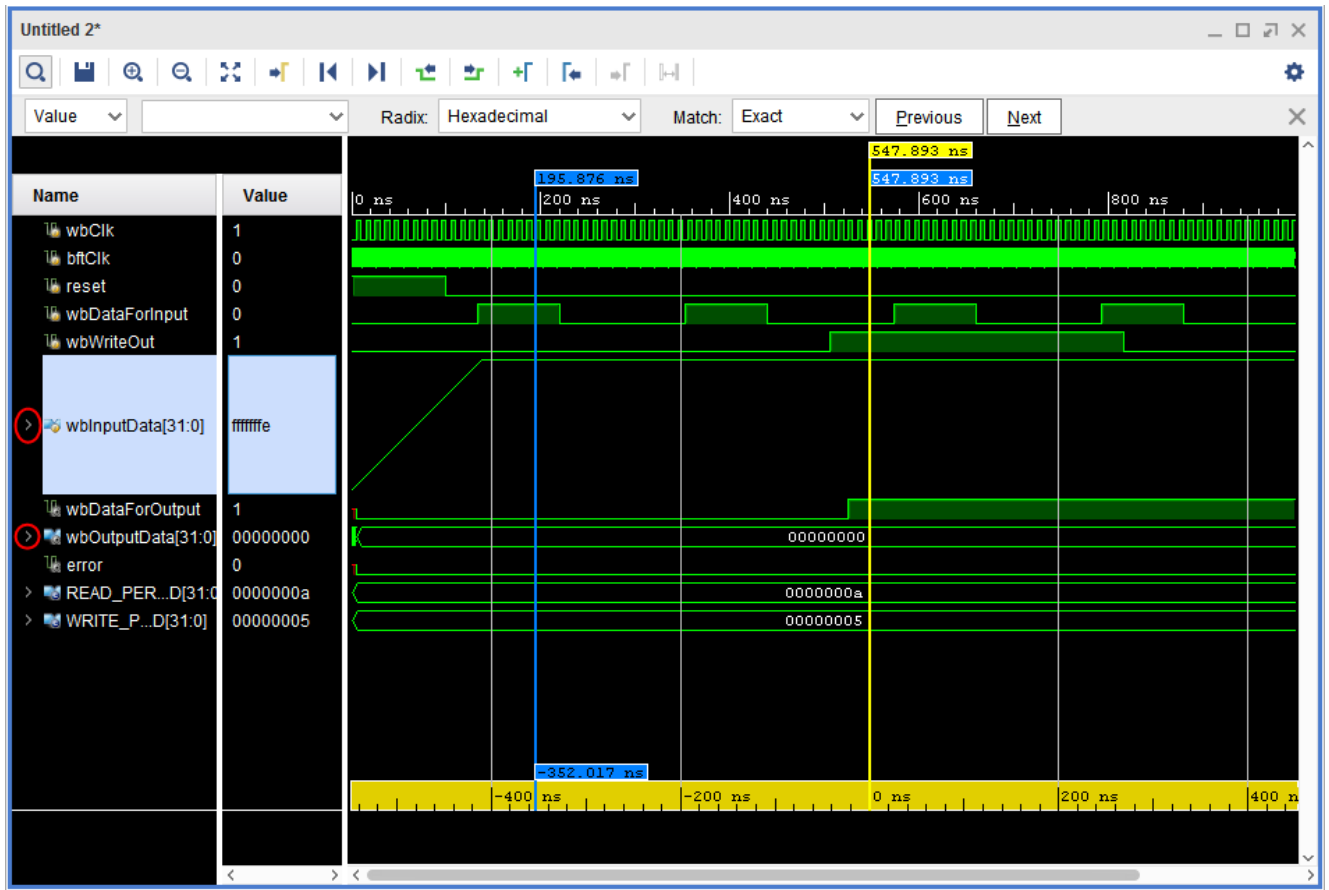 Untitled 2*
Value Radix: Hexadecimal Match: Exact Previous Next
547.893 ns
195.876 ns 547.893 ns
Name Value 0 ns 200 ns 400 ns 600 ns 800 ns
wbClk 1
bftClk 0
reset 0
wbDataForInput 0
wbWriteOut 1
wbInputData[31:0] fffffffe
wbDataForOutput 1
wbOutputData[31:0] 00000000 00000000
error 0
READ_PER...D[31:0 0000000a 0000000a
WRITE_P...D[31:0] 00000005 00000005
-352.017 ns
-400 ns -200 ns 0 ns 200 ns 400 n